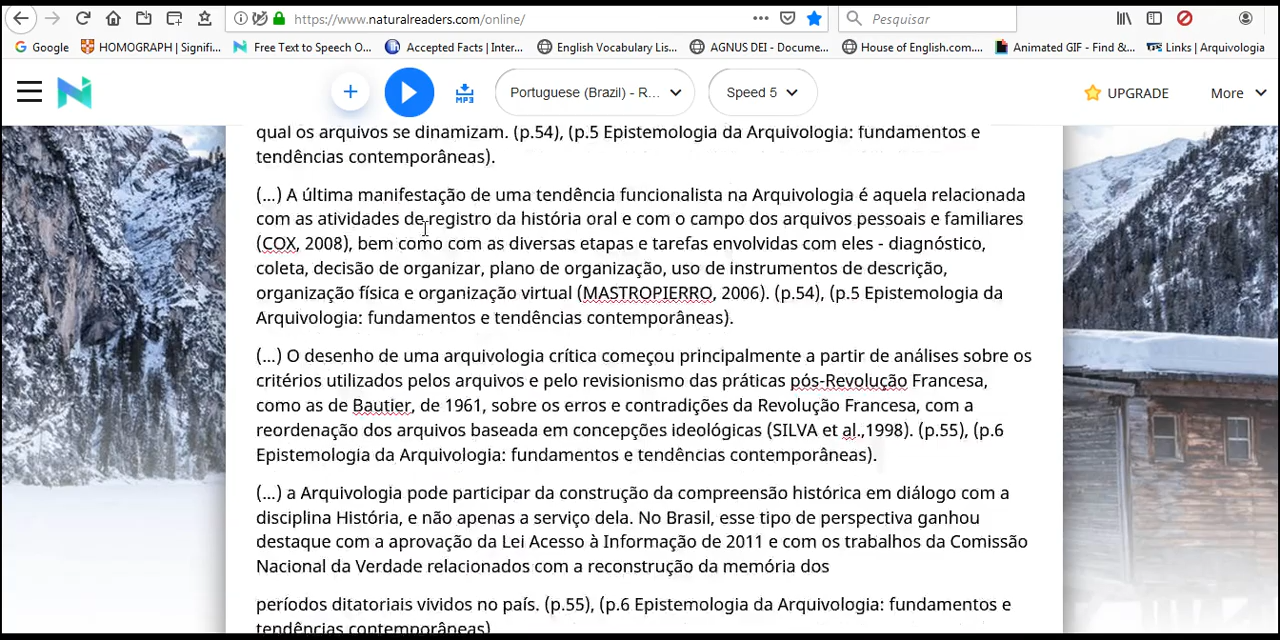 https://www.naturalreaders.com/online/
Pesquisar
Google
HOMOGRAPH | Signifi...
Free Text to Speech O...
Accepted Facts | Inter...
English Vocabulary Lis...
AGNUS DEI - Docume...
House of English.com....
Animated GIF - Find &...
Links | Arquivologia
MP3
Portuguese (Brazil) - R...
Speed 5
UPGRADE
More
qual os arquivos se dinamizam. (p.54), (p.5 Epistemologia da Arquivologia: fundamentos e
tendências contemporâneas).
(...) A última manifestação de uma tendência funcionalista na Arquivologia é aquela relacionada
com as atividades de registro da história oral e com o campo dos arquivos pessoais e familiares
(COX, 2008), bem como com as diversas etapas e tarefas envolvidas com eles - diagnóstico,
coleta, decisão de organizar, plano de organização, uso de instrumentos de descrição,
organização física e organização virtual (MASTROPIERRO, 2006). (p.54), (p.5 Epistemologia da
Arquivologia: fundamentos e tendências contemporâneas).
(...) O desenho de uma arquivologia crítica começou principalmente a partir de análises sobre os
critérios utilizados pelos arquivos e pelo revisionismo das práticas pós-Revolução Francesa,
como as de Bautier, de 1961, sobre os erros e contradições da Revolução Francesa, com a
reordenação dos arquivos baseada em concepções ideológicas (SILVA et al.,1998). (p.55), (p.6
Epistemologia da Arquivologia: fundamentos e tendências contemporâneas).
(...) a Arquivologia pode participar da construção da compreensão histórica em diálogo com a
disciplina História, e não apenas a serviço dela. No Brasil, esse tipo de perspectiva ganhou
destaque com a aprovação da Lei Acesso à Informação de 2011 e com os trabalhos da Comissão
Nacional da Verdade relacionados com a reconstrução da memória dos
períodos ditatoriais vividos no país. (p.55), (p.6 Epistemologia da Arquivologia: fundamentos e
tendências contemporâneas)